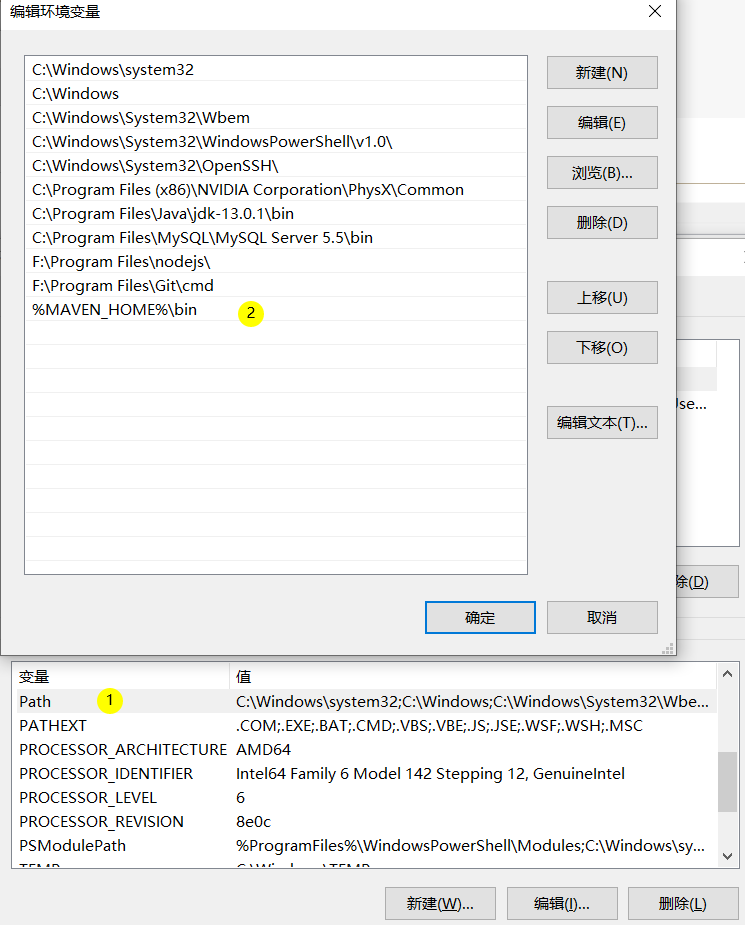 编辑环境变量
C:\Windows\system32
C:\Windows
C:\Windows\System32\Wbem
C:\Windows\System32\WindowsPowerShell\v1.0\
C:\Windows\System32\OpenSSH\
C:\Program Files (x86)\NVIDIA Corporation\PhysX\Common
C:\Program Files\Java\jdk-13.0.1\bin
C:\Program Files\MySQL\MySQL Server 5.5\bin
F:\Program Files\nodejs\
F:\Program Files\Git\cmd
%MAVEN_HOME%\bin
2
新建(N)
编辑(E)
浏览(B)...
删除(D)
上移(U)
下移(O)
编辑文本(T)...
确定
取消
Use...
除(D)
变量 值
Path 1 C:\Windows\system32;C:\Windows;C:\Windows\System32\Wbe...
PATHEXT .COM;.EXE;.BAT;.CMD;.VBS;.VBE;.JS;.JSE;.WSF;.WSH;.MSC
PROCESSOR_ARCHITECTURE AMD64
PROCESSOR_IDENTIFIER Intel64 Family 6 Model 142 Stepping 12, GenuineIntel
PROCESSOR_LEVEL 6
PROCESSOR_REVISION 8e0c
PSModulePath %ProgramFiles%\WindowsPowerShell\Modules;C:\Windows\sy...
TEMP C:\Windows\TEMP
新建(W)...
编辑(I)...
删除(L)